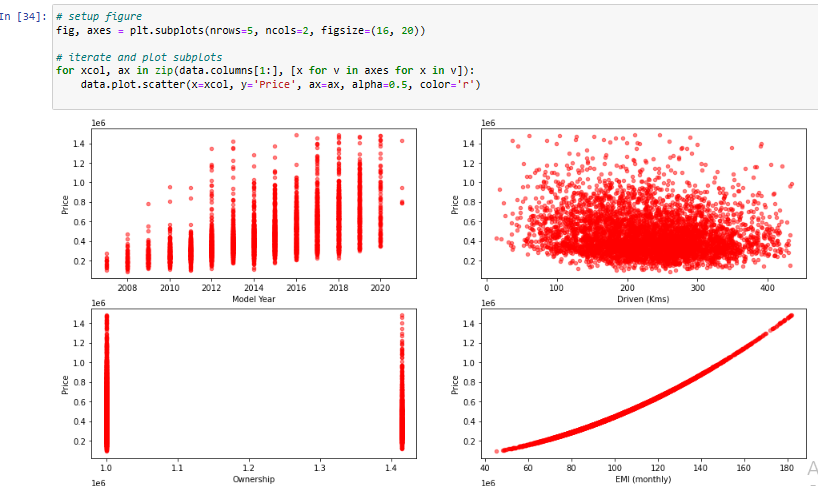 In [34]:
# setup figure
fig, axes = plt.subplots(nrows=5, ncols=2, figsize=(16, 20))
# iterate and plot subplots
for xcol, ax in zip(data.columns[1:], [x for v in axes for x in v]):
data.plot.scatter(x=xcol, y='Price', ax=ax, alpha=0.5, color='r')
1e6
1.4
1.2
1.0
0.8
0.6
0.4
0.2
Price
2008 2010 2012 2014 2016 2018 2020
Model Year
1e6
1.4
1.2
1.0
0.8
0.6
0.4
0.2
Price
0 100 200 300 400
Driven (Kms)
1e6
1.4
1.2
1.0
0.8
0.6
0.4
0.2
Price
1.0 1.1 1.2 1.3 1.4
Ownership
1e6
1.4
1.2
1.0
0.8
0.6
0.4
0.2
Price
40 60 80 100 120 140 160 180
EMI (monthly)
1e6
1e6
A